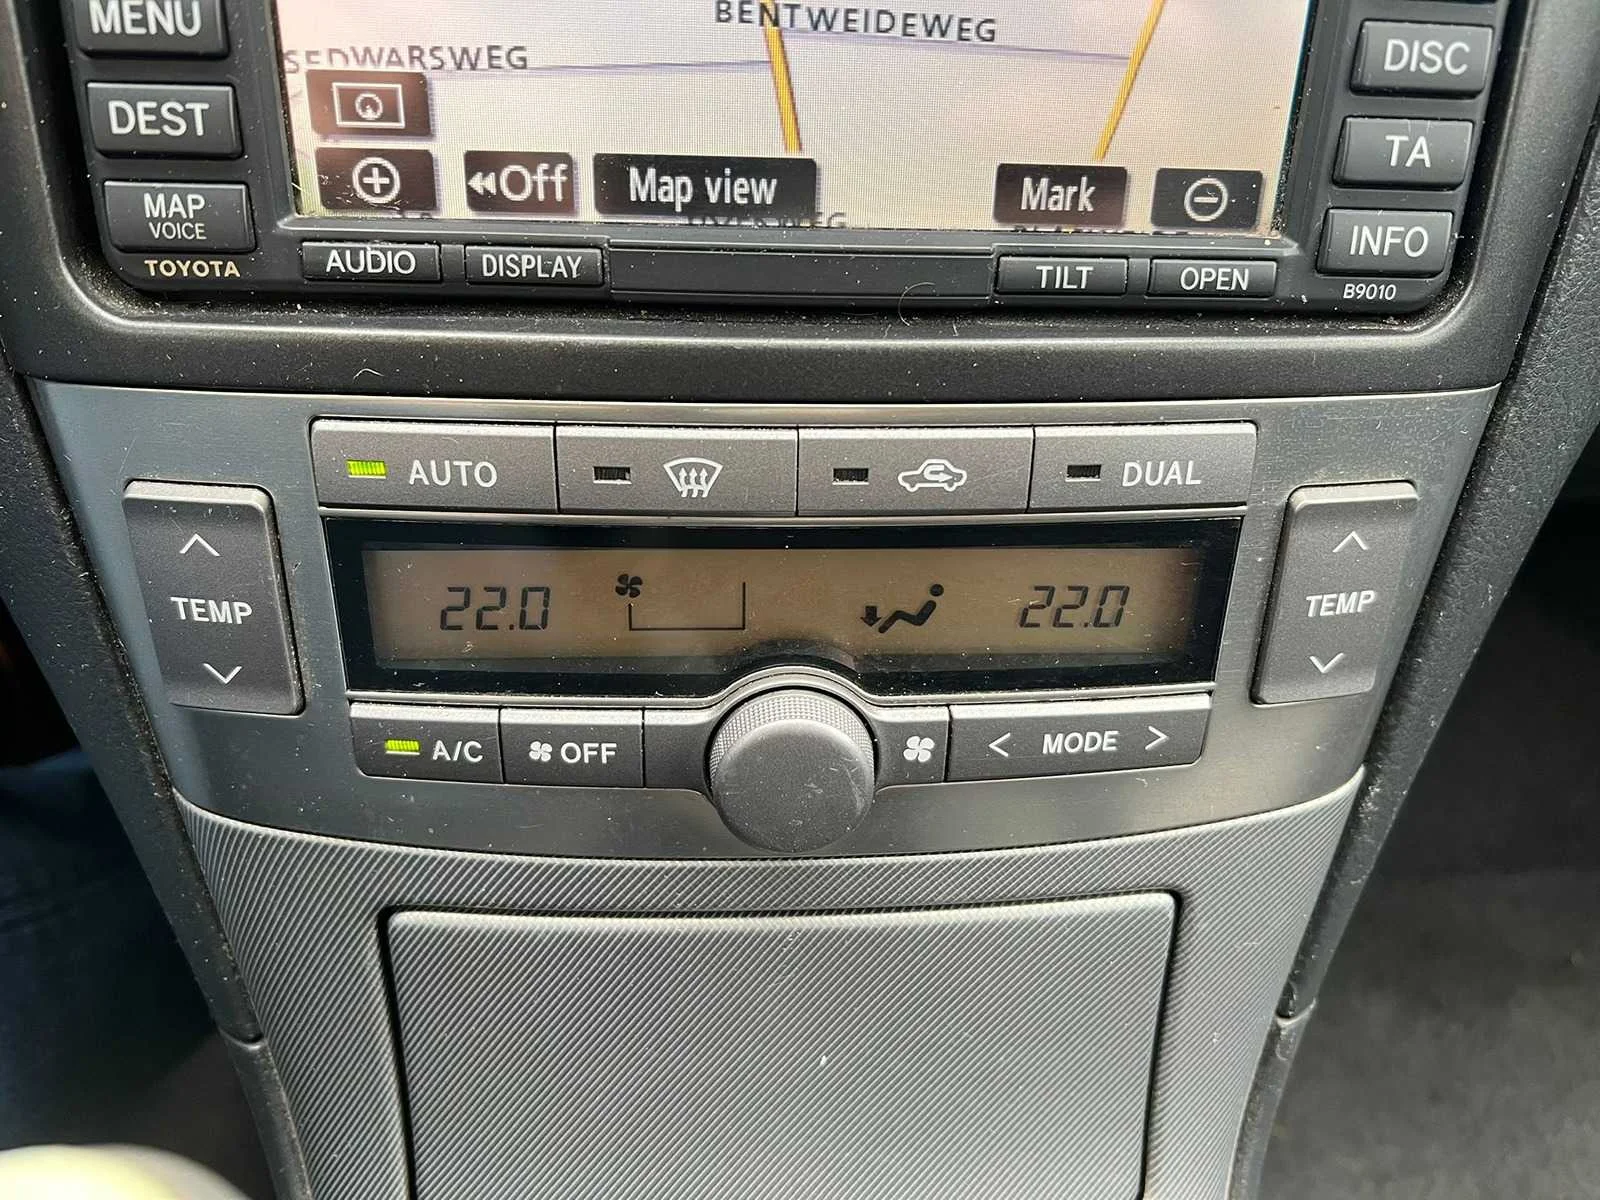 MENU
BENTWEIDEWEG
DISC
SEDWARSWEG
DEST
TA
Off
Map view
Mark
MAP
VOICE
INFO
TOYOTA
AUDIO
DISPLAY
TILT
OPEN
B9010
AUTO
DUAL
TEMP
22.0
22.0
TEMP
A/C
OFF
< MODE >